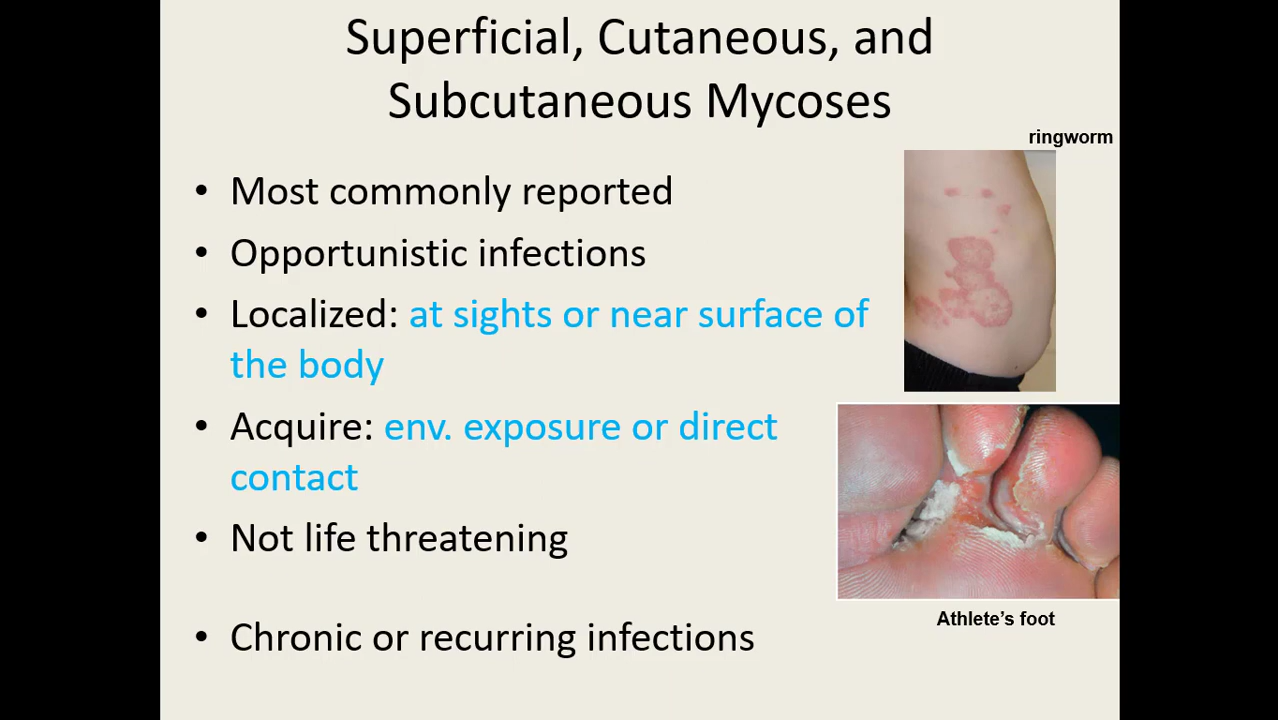 Superficial, Cutaneous, and
Subcutaneous Mycoses
ringworm
• Most commonly reported
• Opportunistic infections
• Localized: at sights or near surface of
the body
• Acquire: env. exposure or direct
contact
• Not life threatening
Athlete's foot
• Chronic or recurring infections